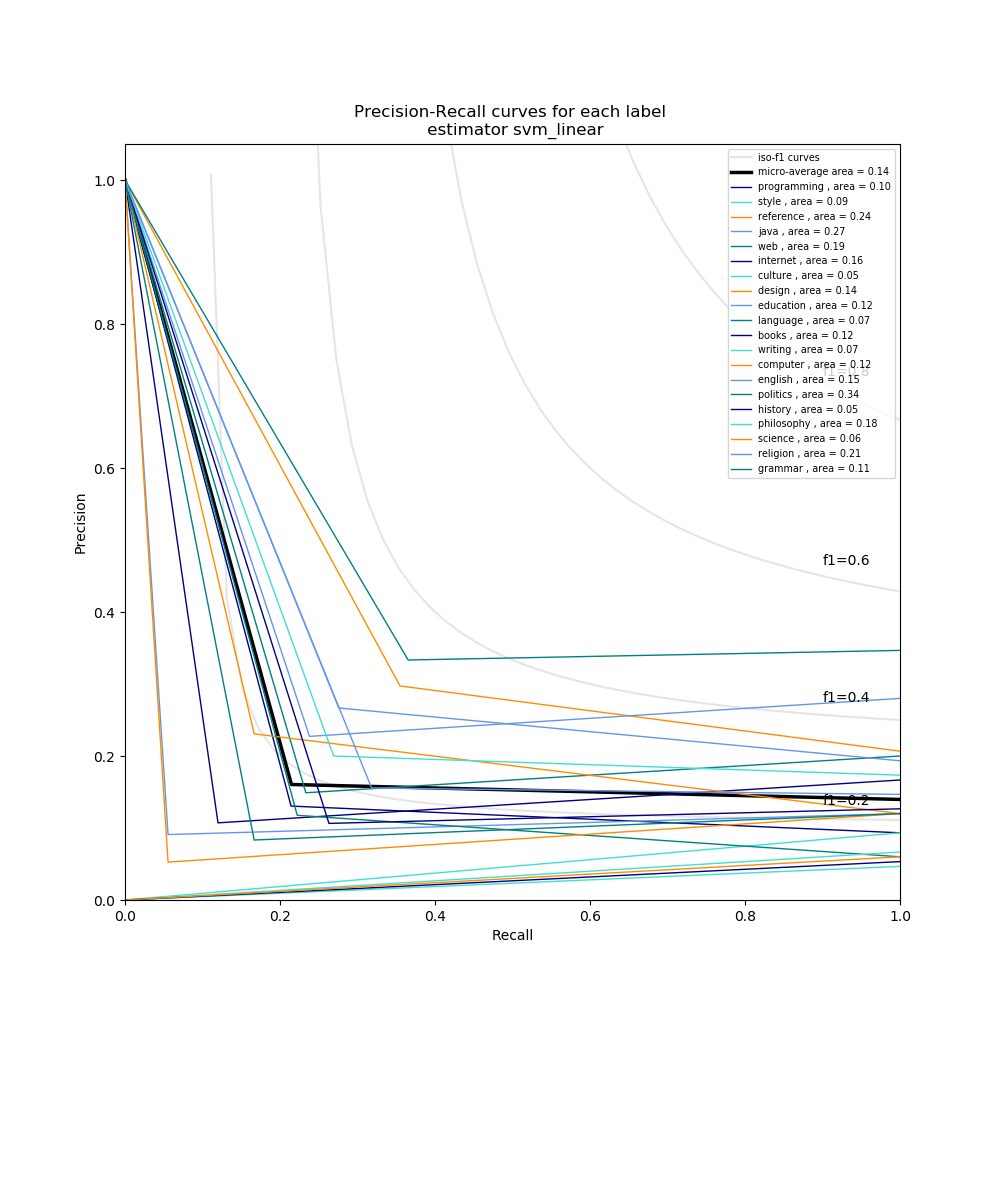 Precision-Recall curves for each label
estimator svm_linear
iso-f1 curves
micro-average area = 0.14
programming , area = 0.10
style , area = 0.09
reference , area = 0.24
java , area = 0.27
web , area = 0.19
internet , area = 0.16
culture , area = 0.05
design , area = 0.14
education , area = 0.12
language , area = 0.07
books , area = 0.12
writing , area = 0.07
computer , area = 0.12
english , area = 0.15
politics , area = 0.34
history , area = 0.05
philosophy , area = 0.18
science , area = 0.06
religion , area = 0.21
grammar , area = 0.11
f1=0.8
f1=0.6
f1=0.4
f1=0.2
Precision
1.0
0.8
0.6
0.4
0.2
0.0
0.0 0.2 0.4 0.6 0.8 1.0
Recall